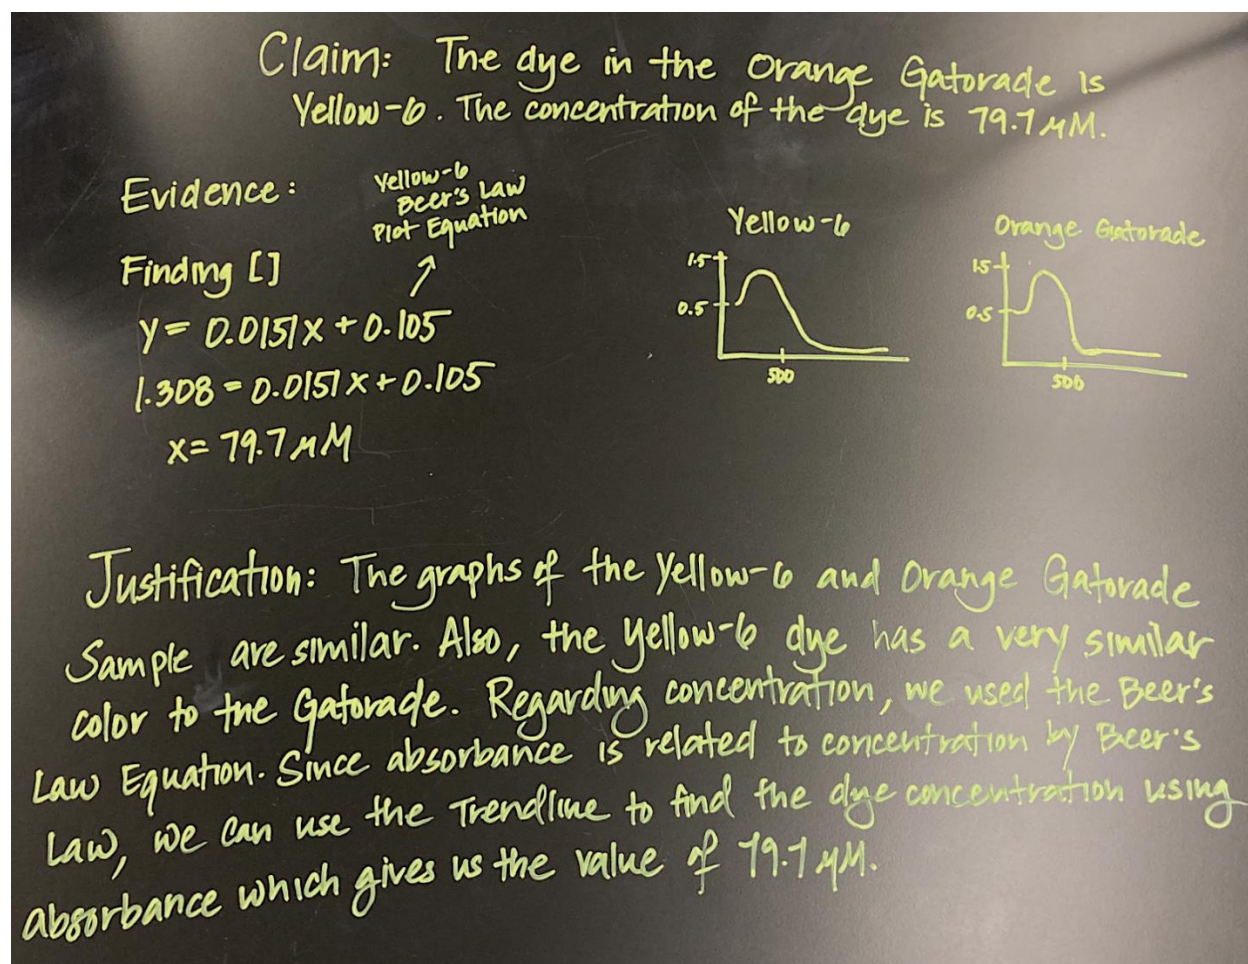 Claim: The dye in the Orange Gatorade is
Yellow-6. The concentration of the dye is 79.7 μM.
Evidence:
Yellow-6
Beer's Law
Plot Equation
Finding []
y = 0.0151x + 0.105
1.308 = 0.0151x + 0.105
x = 79.7 μM
Yellow-6
1.5
0.5
500
Orange Gatorade
1.5
0.5
500
Justification: The graphs of the Yellow-6 and Orange Gatorade
Sample are similar. Also, the Yellow-6 dye has a very similar
color to the Gatorade. Regarding concentration, we used the Beer's
Law Equation. Since absorbance is related to concentration by Beer's
Law, we can use the Trendline to find the dye concentration using
absorbance which gives us the value of 79.7 μM.